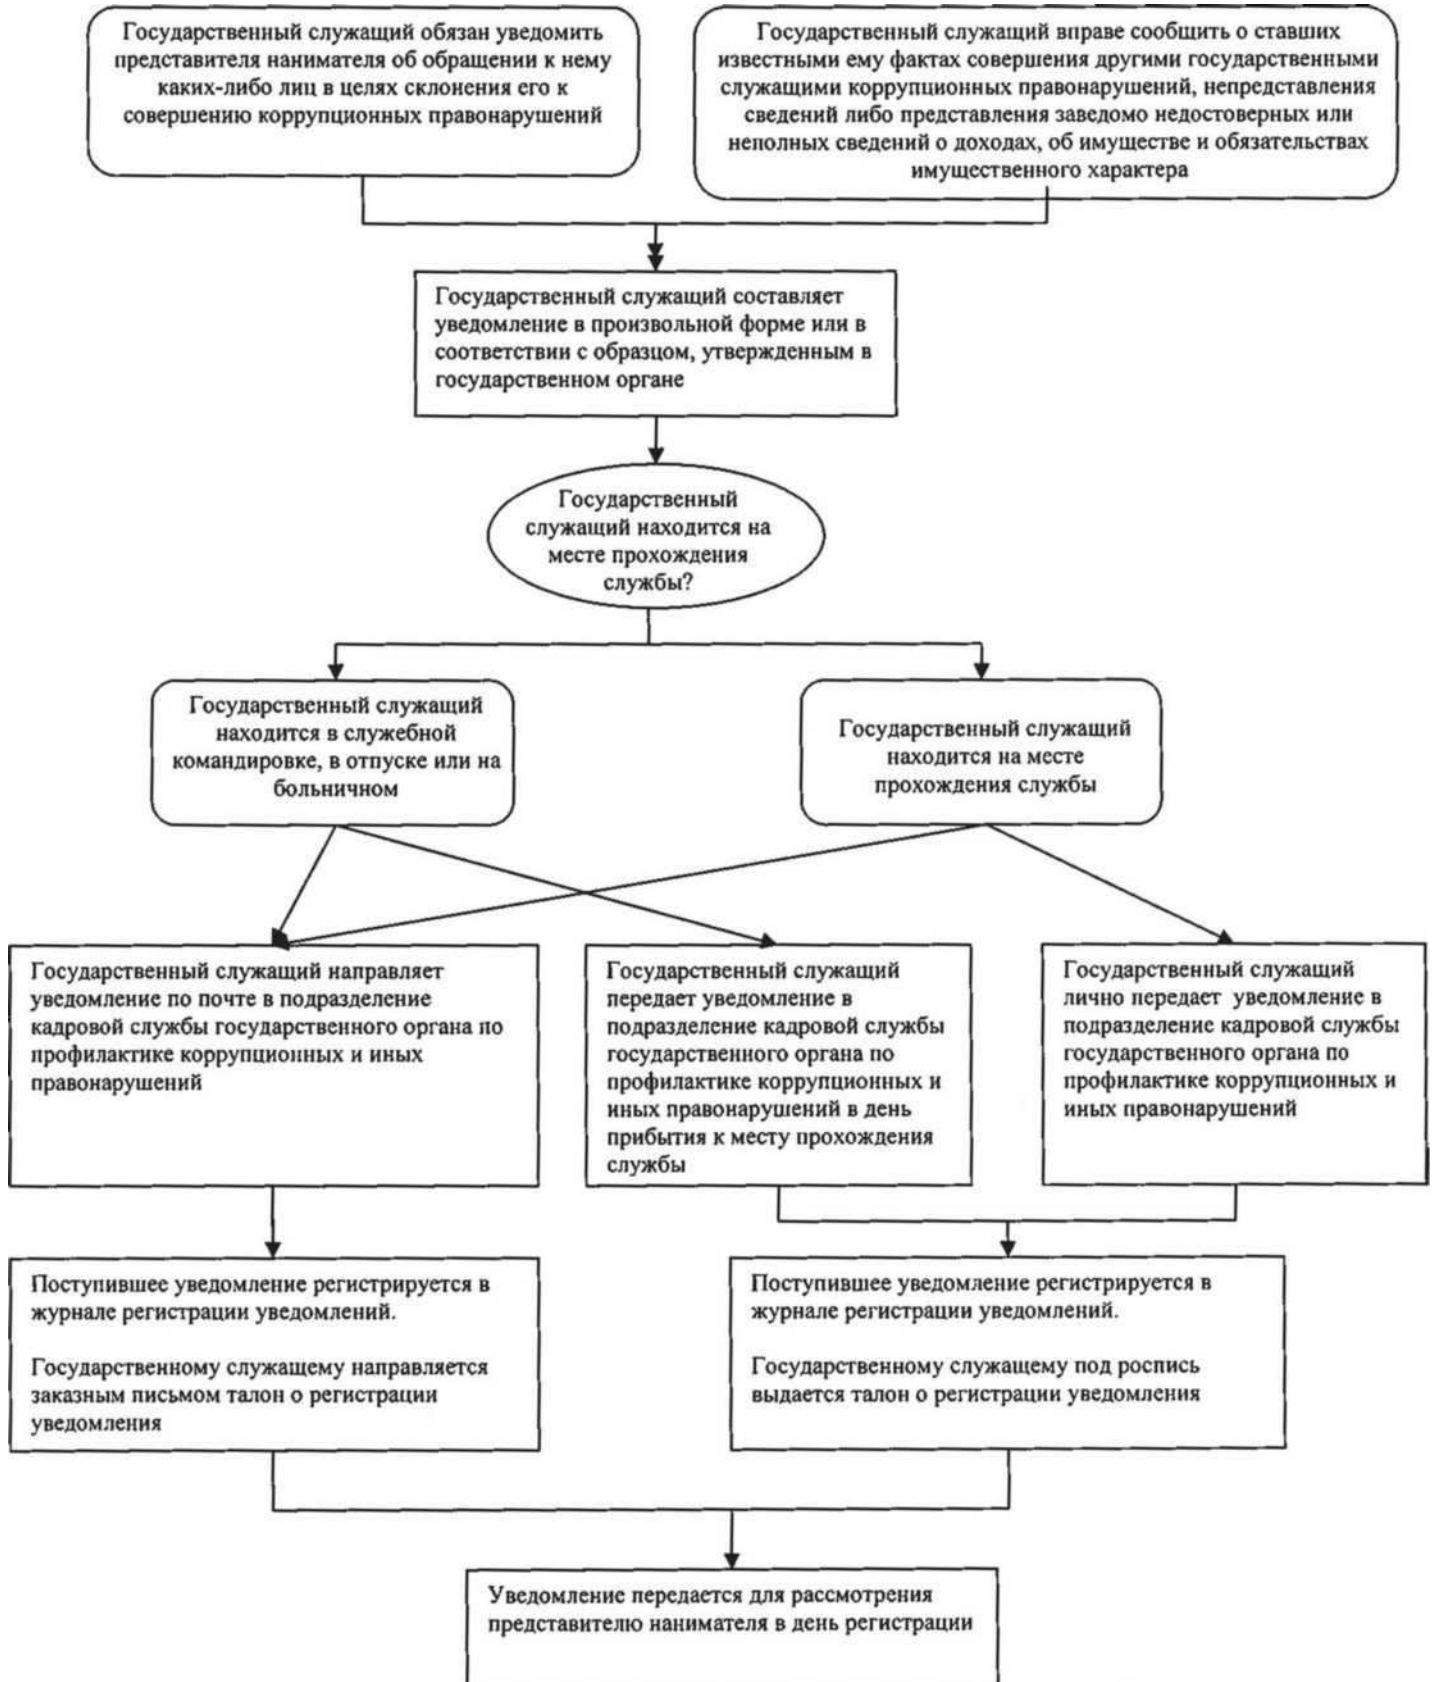 Государственный служащий обязан уведомить
представителя нанимателя об обращении к нему
каких-либо лиц в целях склонения его к
совершению коррупционных правонарушений
Государственный служащий вправе сообщить о ставших
известными ему фактах совершения другими государственными
служащими коррупционных правонарушений, непредставления
сведений либо представления заведомо недостоверных или
неполных сведений о доходах, об имуществе и обязательствах
имущественного характера
Государственный служащий составляет
уведомление в произвольной форме или в
соответствии с образцом, утвержденным в
государственном органе
Государственный
служащий находится на
месте прохождения
службы?
Государственный служащий
находится в служебной
командировке, в отпуске или на
больничном
Государственный служащий
находится на месте
прохождения службы
Государственный служащий направляет
уведомление по почте в подразделение
кадровой службы государственного органа по
профилактике коррупционных и иных
правонарушений
Государственный служащий
передает уведомление в
подразделение кадровой службы
государственного органа по
профилактике коррупционных и
иных правонарушений в день
прибытия к месту прохождения
службы
Государственный служащий
лично передает уведомление в
подразделение кадровой службы
государственного органа по
профилактике коррупционных и
иных правонарушений
Поступившее уведомление регистрируется в
журнале регистрации уведомлений.
Государственному служащему направляется
заказным письмом талон о регистрации
уведомления
Поступившее уведомление регистрируется в
журнале регистрации уведомлений.
Государственному служащему под роспись
выдается талон о регистрации уведомления
Уведомление передается для рассмотрения
представителю нанимателя в день регистрации